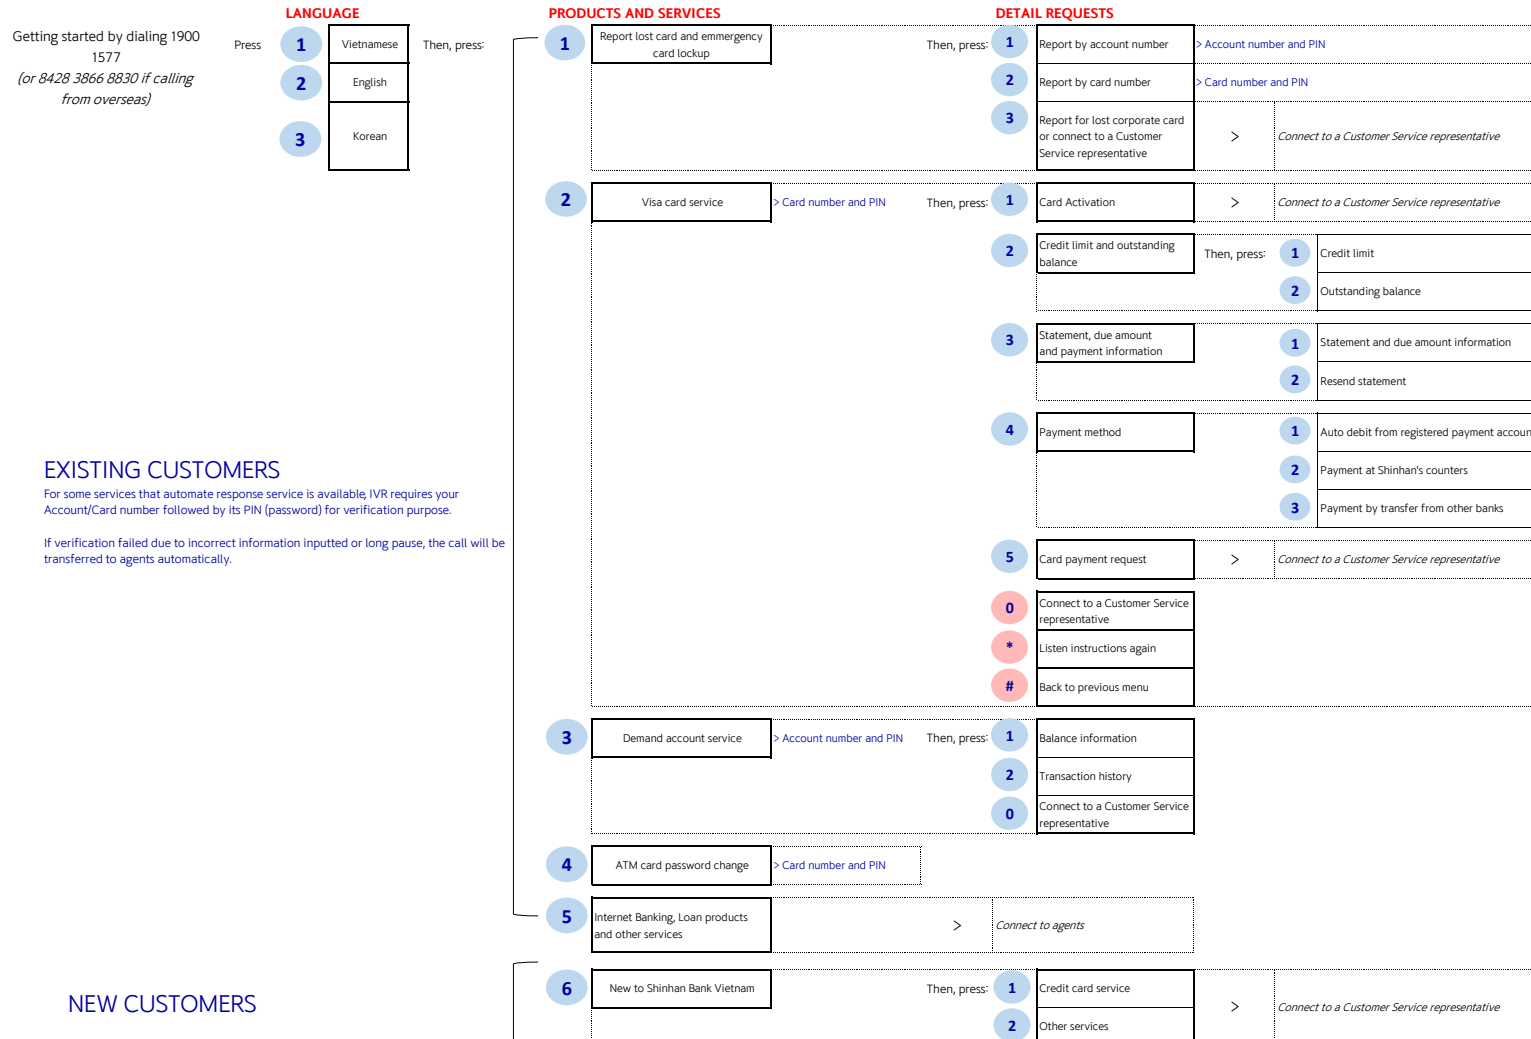 LANGUAGE
PRODUCTS AND SERVICES
DETAIL REQUESTS
Getting started by dialing 1900
1577
(or 8428 3866 8830 if calling
from overseas)
Press
1
Vietnamese
2
English
3
Korean
Then, press:
1
Report lost card and emmergency
card lockup
Then, press:
1
Report by account number
> Account number and PIN
2
Report by card number
> Card number and PIN
3
Report for lost corporate card
or connect to a Customer
Service representative
>
Connect to a Customer Service representative
2
Visa card service
> Card number and PIN
Then, press:
1
Card Activation
>
Connect to a Customer Service representative
2
Credit limit and outstanding
balance
Then, press:
1
Credit limit
2
Outstanding balance
3
Statement, due amount
and payment information
1
Statement and due amount information
2
Resend statement
4
Payment method
1
Auto debit from registered payment accoun
2
Payment at Shinhan's counters
3
Payment by transfer from other banks
EXISTING CUSTOMERS
For some services that automate response service is available, IVR requires your
Account/Card number followed by its PIN (password) for verification purpose.
If verification failed due to incorrect information inputted or long pause, the call will be
transferred to agents automatically.
5
Card payment request
>
Connect to a Customer Service representative
0
Connect to a Customer Service
representative
*
Listen instructions again
#
Back to previous menu
3
Demand account service
> Account number and PIN
Then, press:
1
Balance information
2
Transaction history
0
Connect to a Customer Service
representative
4
ATM card password change
> Card number and PIN
5
Internet Banking, Loan products
and other services
>
Connect to agents
NEW CUSTOMERS
6
New to Shinhan Bank Vietnam
Then, press:
1
Credit card service
2
Other services
>
Connect to a Customer Service representative